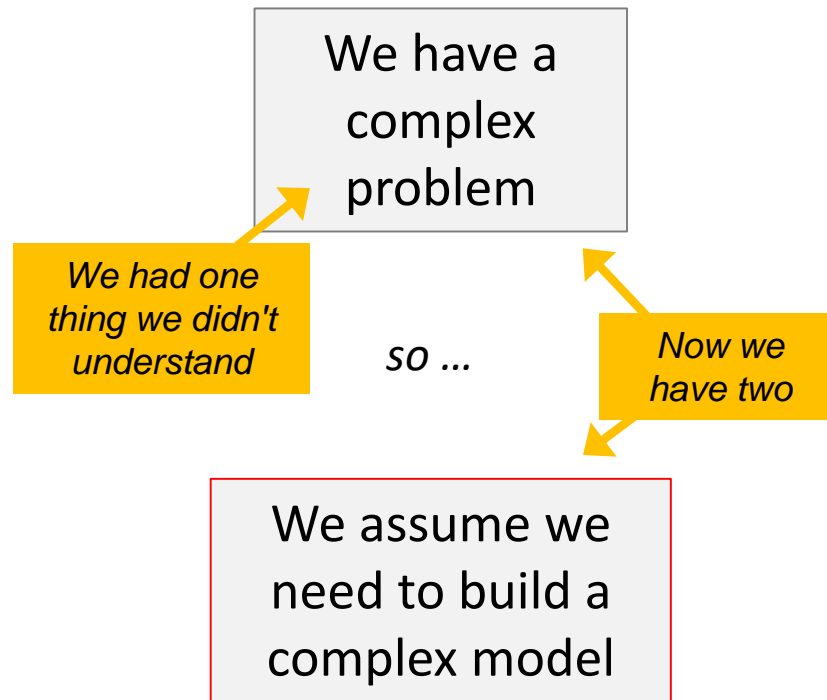 We have a
complex
problem
We had one
thing we didn't
understand
so ...
Now we
have two
We assume we
need to build a
complex model